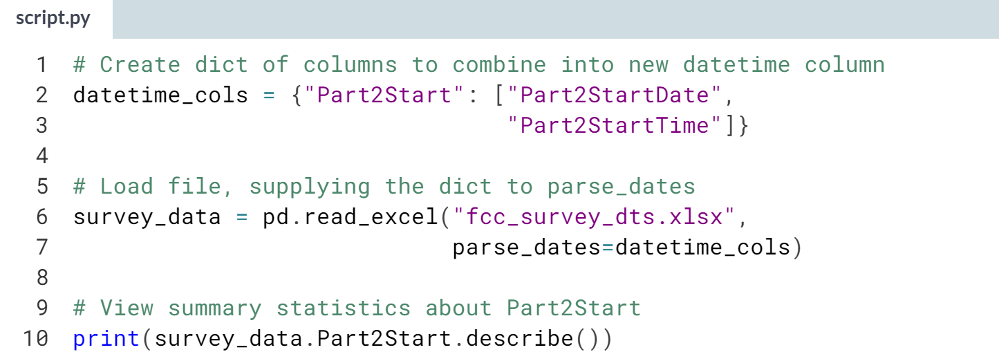 script.py
1 # Create dict of columns to combine into new datetime column
2 datetime_cols = {"Part2Start": ["Part2StartDate",
3                                 "Part2StartTime"]}
4
5 # Load file, supplying the dict to parse_dates
6 survey_data = pd.read_excel("fcc_survey_dts.xlsx",
7                             parse_dates=datetime_cols)
8
9 # View summary statistics about Part2Start
10 print(survey_data.Part2Start.describe())